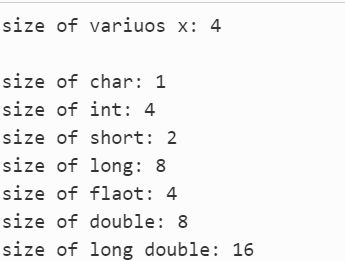 size of variuos x: 4
size of char: 1
size of int: 4
size of short: 2
size of long: 8
size of flaot: 4
size of double: 8
size of long double: 16